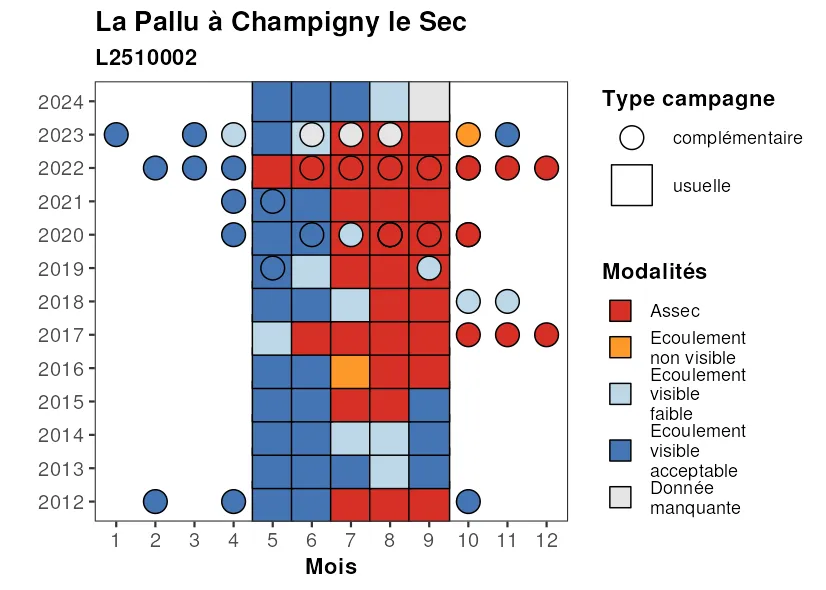 La Pallu à Champigny le Sec
L2510002
2024
2023
2022
2021
2020
2019
2018
2017
2016
2015
2014
2013
2012
1 2 3 4 5 6 7 8 9 10 11 12
Mois
Type campagne
complémentaire
usuelle
Modalités
Assec
Ecoulement
non visible
Ecoulement
visible
faible
Ecoulement
visible
acceptable
Donnée
manquante